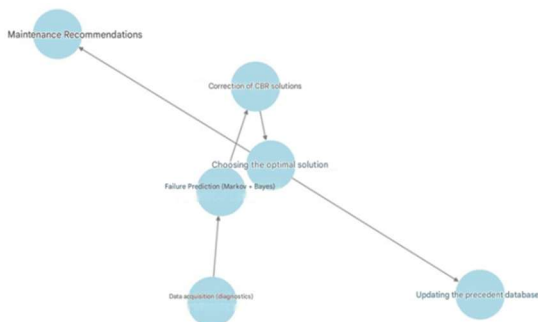 Maintenance Recommendations
Correction of CBR solutions
Choosing the optimal solution
Failure Prediction (Markov + Bayes)
Data acquisition (diagnostics)
Updating the precedent database